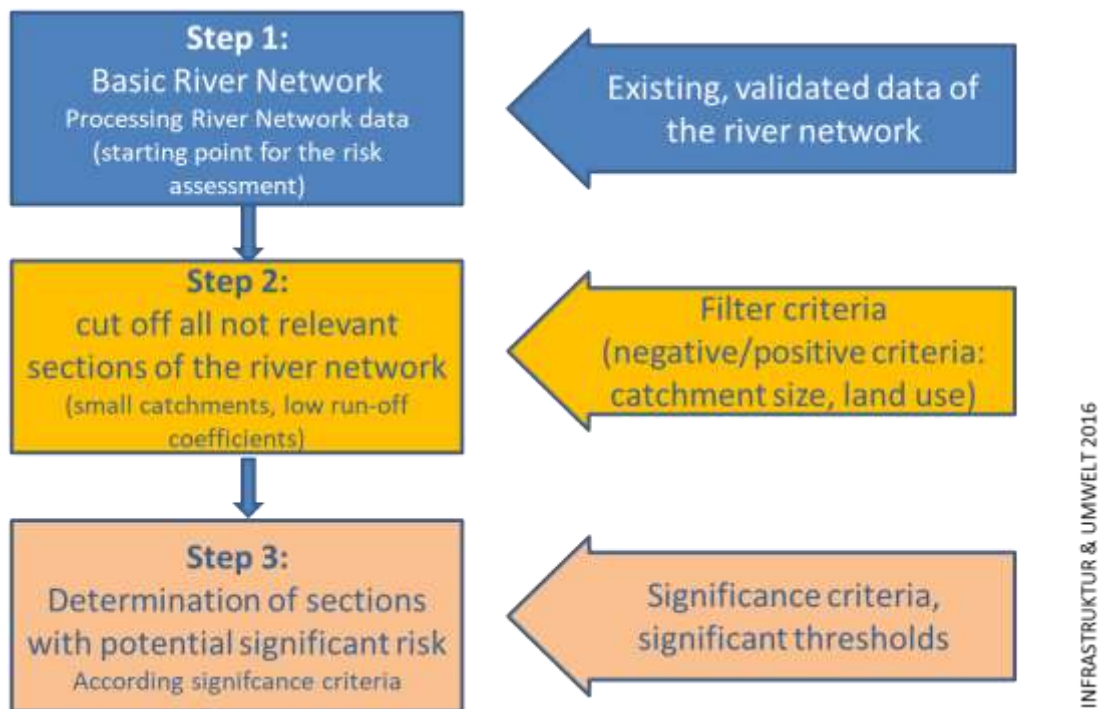 Step 1:
Basic River Network
Processing River Network data
(starting point for the risk
assessment)
Existing, validated data of
the river network
Step 2:
cut off all not relevant
sections of the river network
(small catchments, low run-off
coefficients)
Filter criteria
(negative/positive criteria:
catchment size, land use)
Step 3:
Determination of sections
with potential significant risk
According signifcance criteria
Significance criteria,
significant thresholds
INFRASTRUKTUR & UMWELT 2016